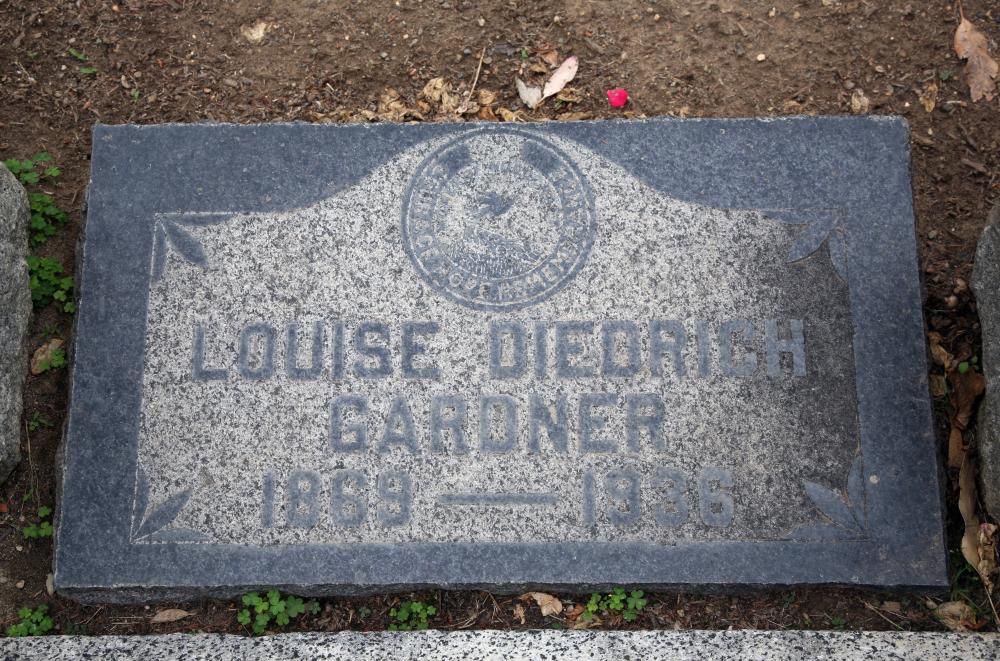 LOUISE DIEDRICH
GARDNER
1869 — 1936